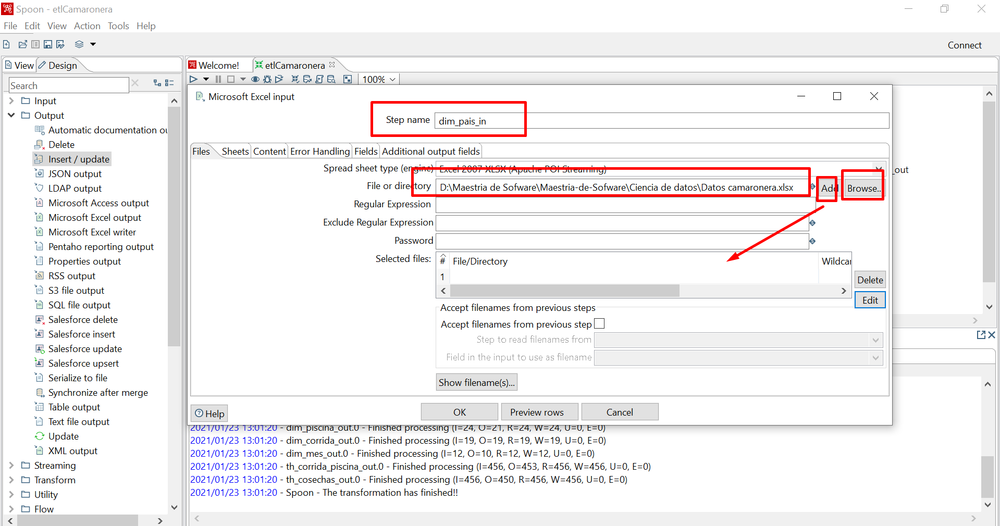 Spoon - etlCamaronera
File Edit View Action Tools Help
Connect
View Design
Search
Input
Output
Automatic documentation ou
Delete
Insert / update
JSON output
LDAP output
Microsoft Access output
Microsoft Excel output
Microsoft Excel writer
Pentaho reporting output
Properties output
RSS output
S3 file output
SQL file output
Salesforce delete
Salesforce insert
Salesforce update
Salesforce upsert
Serialize to file
Synchronize after merge
Table output
Text file output
Update
XML output
Streaming
Transform
Utility
Flow
Welcome! etlCamaronera
100%
Microsoft Excel input
Step name dim_pais_in
Files Sheets Content Error Handling Fields Additional output fields
Spread sheet type (engine) Excel 2007 XLSX (Apache POI Streaming)
_out
File or directory D:\Maestria de Sofware\Maestria-de-Sofware\Ciencia de datos\Datos camaronera.xlsx Add Browse...
Regular Expression
Exclude Regular Expression
Password
Selected files: # File/Directory Wildcar
1
Delete
Edit
Accept filenames from previous steps
Accept filenames from previous step
Step to read filenames from
Field in the input to use as filename
Show filename(s)...
Help OK Preview rows Cancel
2021/01/23 13:01:20 - dim_piscina_out.0 - Finished processing (I=24, O=21, R=24, W=24, U=0, E=0)
2021/01/23 13:01:20 - dim_corrida_out.0 - Finished processing (I=19, O=19, R=19, W=19, U=0, E=0)
2021/01/23 13:01:20 - dim_mes_out.0 - Finished processing (I=12, O=10, R=12, W=12, U=0, E=0)
2021/01/23 13:01:20 - th_corrida_piscina_out.0 - Finished processing (I=456, O=453, R=456, W=456, U=0, E=0)
2021/01/23 13:01:20 - th_cosechas_out.0 - Finished processing (I=456, O=450, R=456, W=456, U=0, E=0)
2021/01/23 13:01:20 - Spoon - The transformation has finished!!